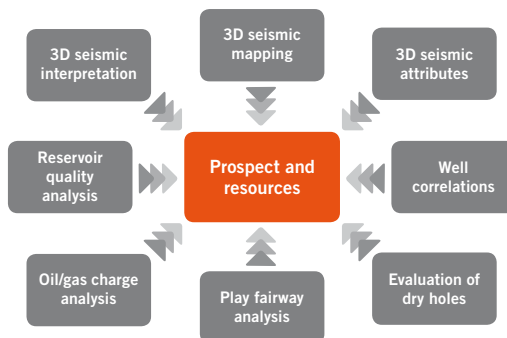 3D seismic
interpretation
3D seismic
mapping
3D seismic
attributes
Reservoir
quality
analysis
Prospect and
resources
Well
correlations
Oil/gas charge
analysis
Play fairway
analysis
Evaluation of
dry holes